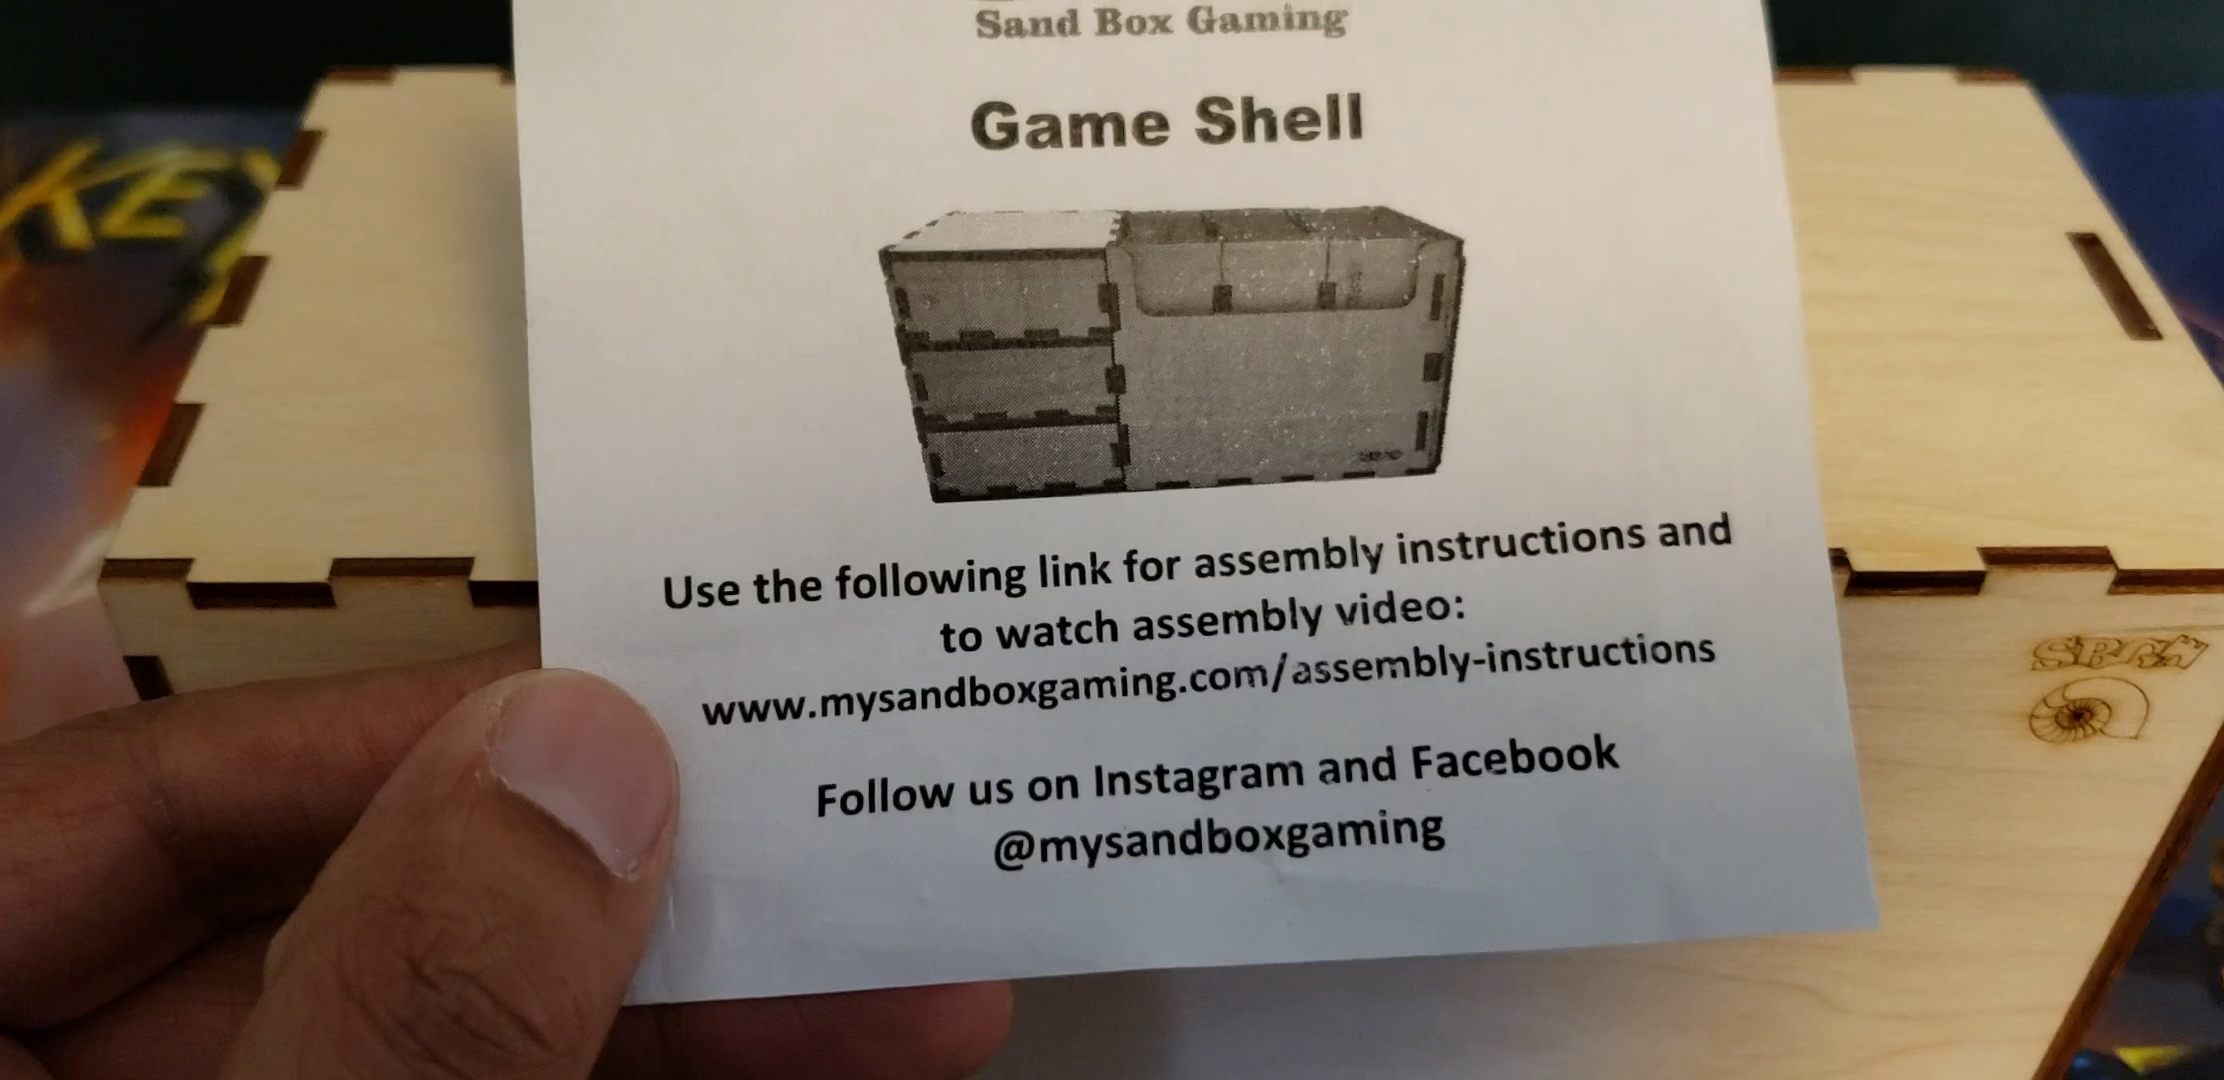 Sand Box Gaming
Game Shell
Use the following link for assembly instructions and
to watch assembly video:
www.mysandboxgaming.com/assembly-instructions
Follow us on Instagram and Facebook
@mysandboxgaming
KEY